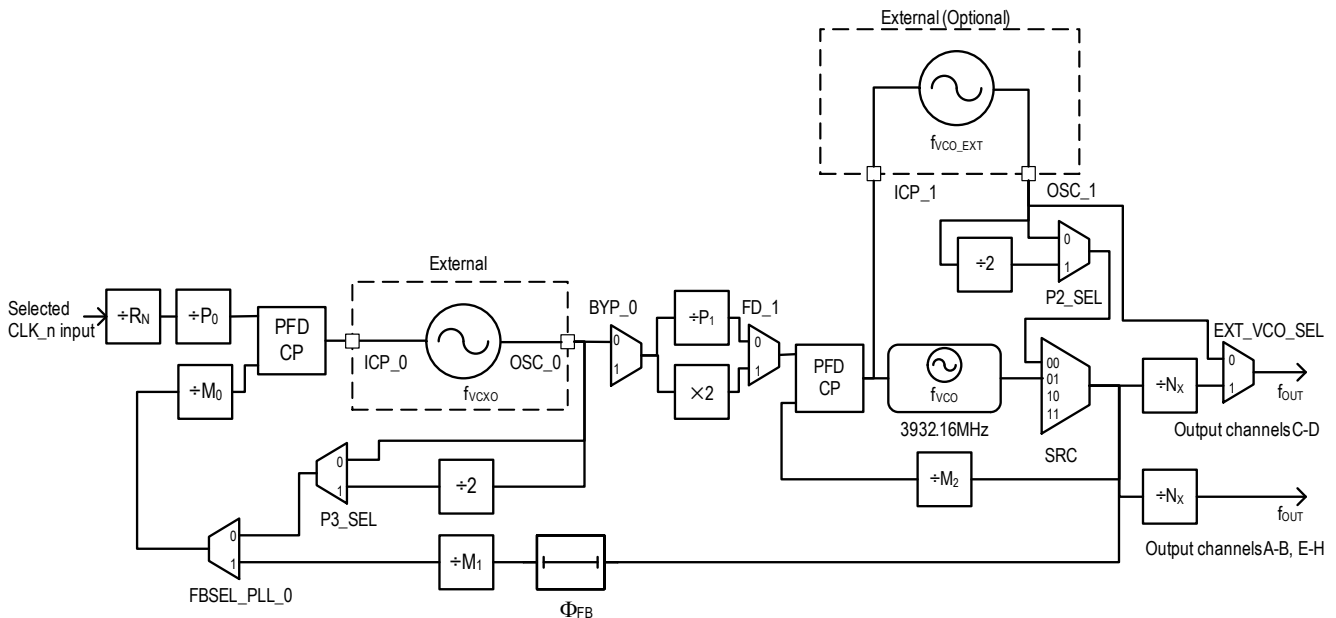 External (Optional)
fVCO_EXT
ICP_1
OSC_1
÷2
0
1
P2_SEL
External
Selected
CLK_n input
÷RN
÷P0
PFD
CP
ICP_0
OSC_0
fVCXO
÷M0
BYP_0
0
1
÷P1
×2
FD_1
0
1
PFD
CP
fVCO
3932.16MHz
00
01
10
11
SRC
÷NX
EXT_VCO_SEL
0
1
fOUT
Output channels C-D
÷M2
÷NX
fOUT
Output channels A-B, E-H
0
1
P3_SEL
÷2
0
1
FBSEL_PLL_0
÷M1
ΦFB